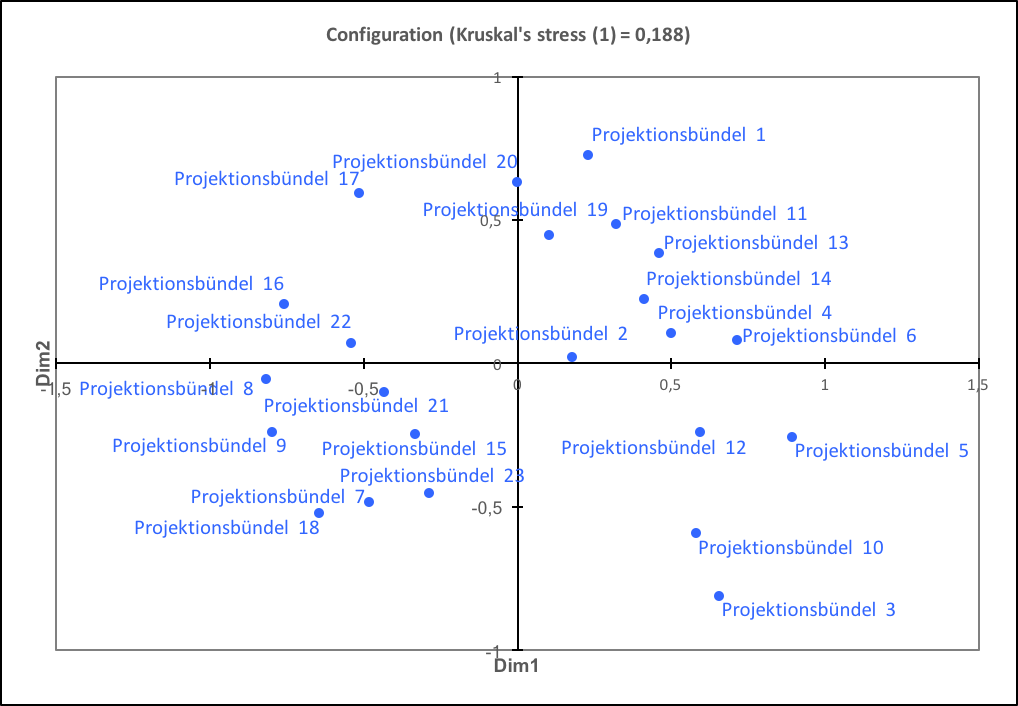 Configuration (Kruskal's stress (1) = 0,188)
1
Projektionsbündel 1
Projektionsbündel 20
Projektionsbündel 17
Projektionsbündel 19
Projektionsbündel 11
0,5
Projektionsbündel 13
Projektionsbündel 14
Projektionsbündel 16
Projektionsbündel 4
Projektionsbündel 22
Projektionsbündel 2
Projektionsbündel 6
Dim2
0
-1,5
-1
-0,5
0
0,5
1
1,5
Projektionsbündel 8
Projektionsbündel 21
Projektionsbündel 9
Projektionsbündel 15
Projektionsbündel 12
Projektionsbündel 5
Projektionsbündel 23
Projektionsbündel 7
-0,5
Projektionsbündel 18
Projektionsbündel 10
Projektionsbündel 3
-1
Dim1